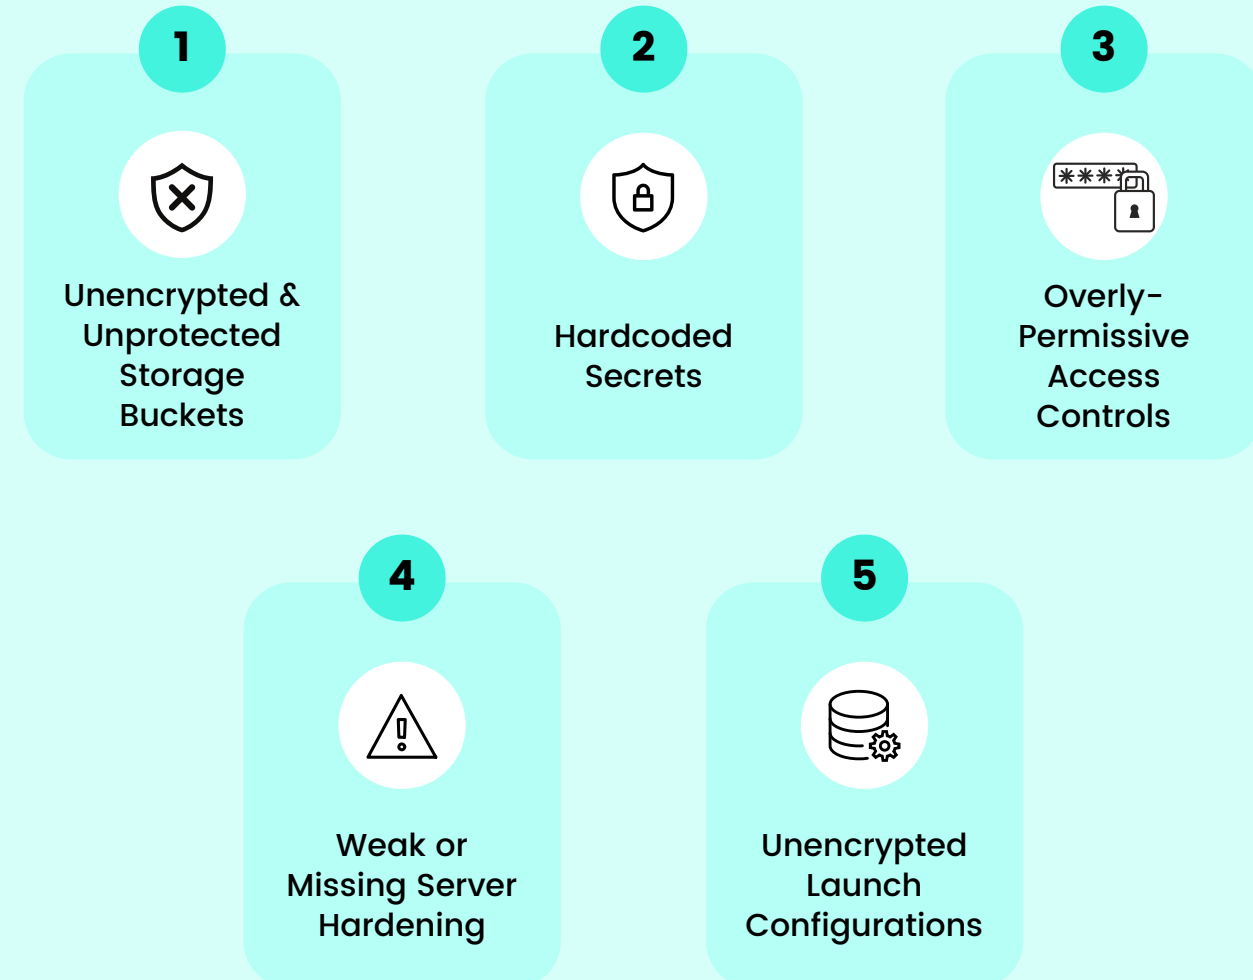 1
Unencrypted &
Unprotected
Storage
Buckets
2
Hardcoded
Secrets
3
****
Overly-
Permissive
Access
Controls
4
Weak or
Missing Server
Hardening
5
Unencrypted
Launch
Configurations